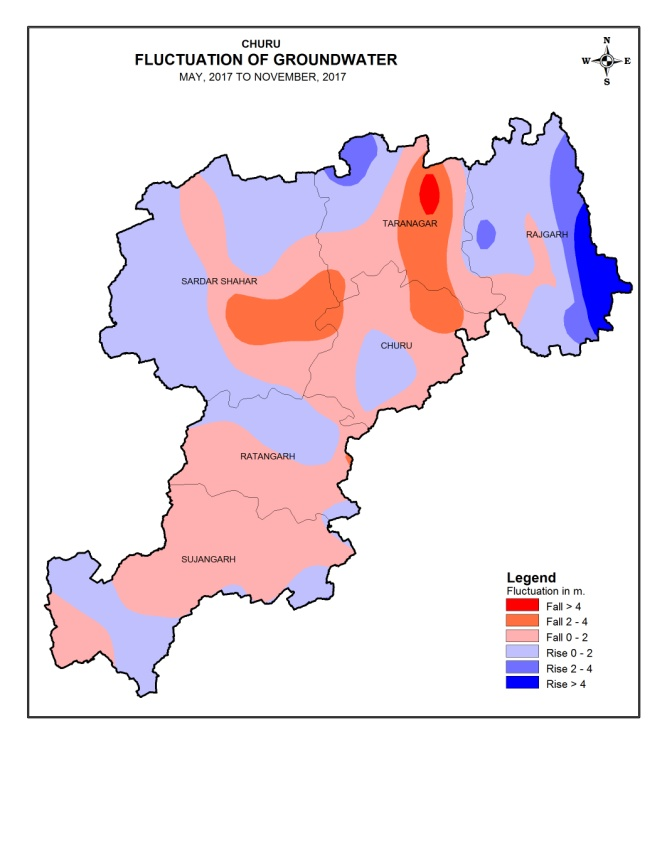 CHURU
FLUCTUATION OF GROUNDWATER
MAY, 2017 TO NOVEMBER, 2017
N
W E
S
TARANAGAR
RAJGARH
SARDAR SHAHAR
CHURU
RATANGARH
SUJANGARH
Legend
Fluctuation in m.
Fall > 4
Fall 2 - 4
Fall 0 - 2
Rise 0 - 2
Rise 2 - 4
Rise > 4